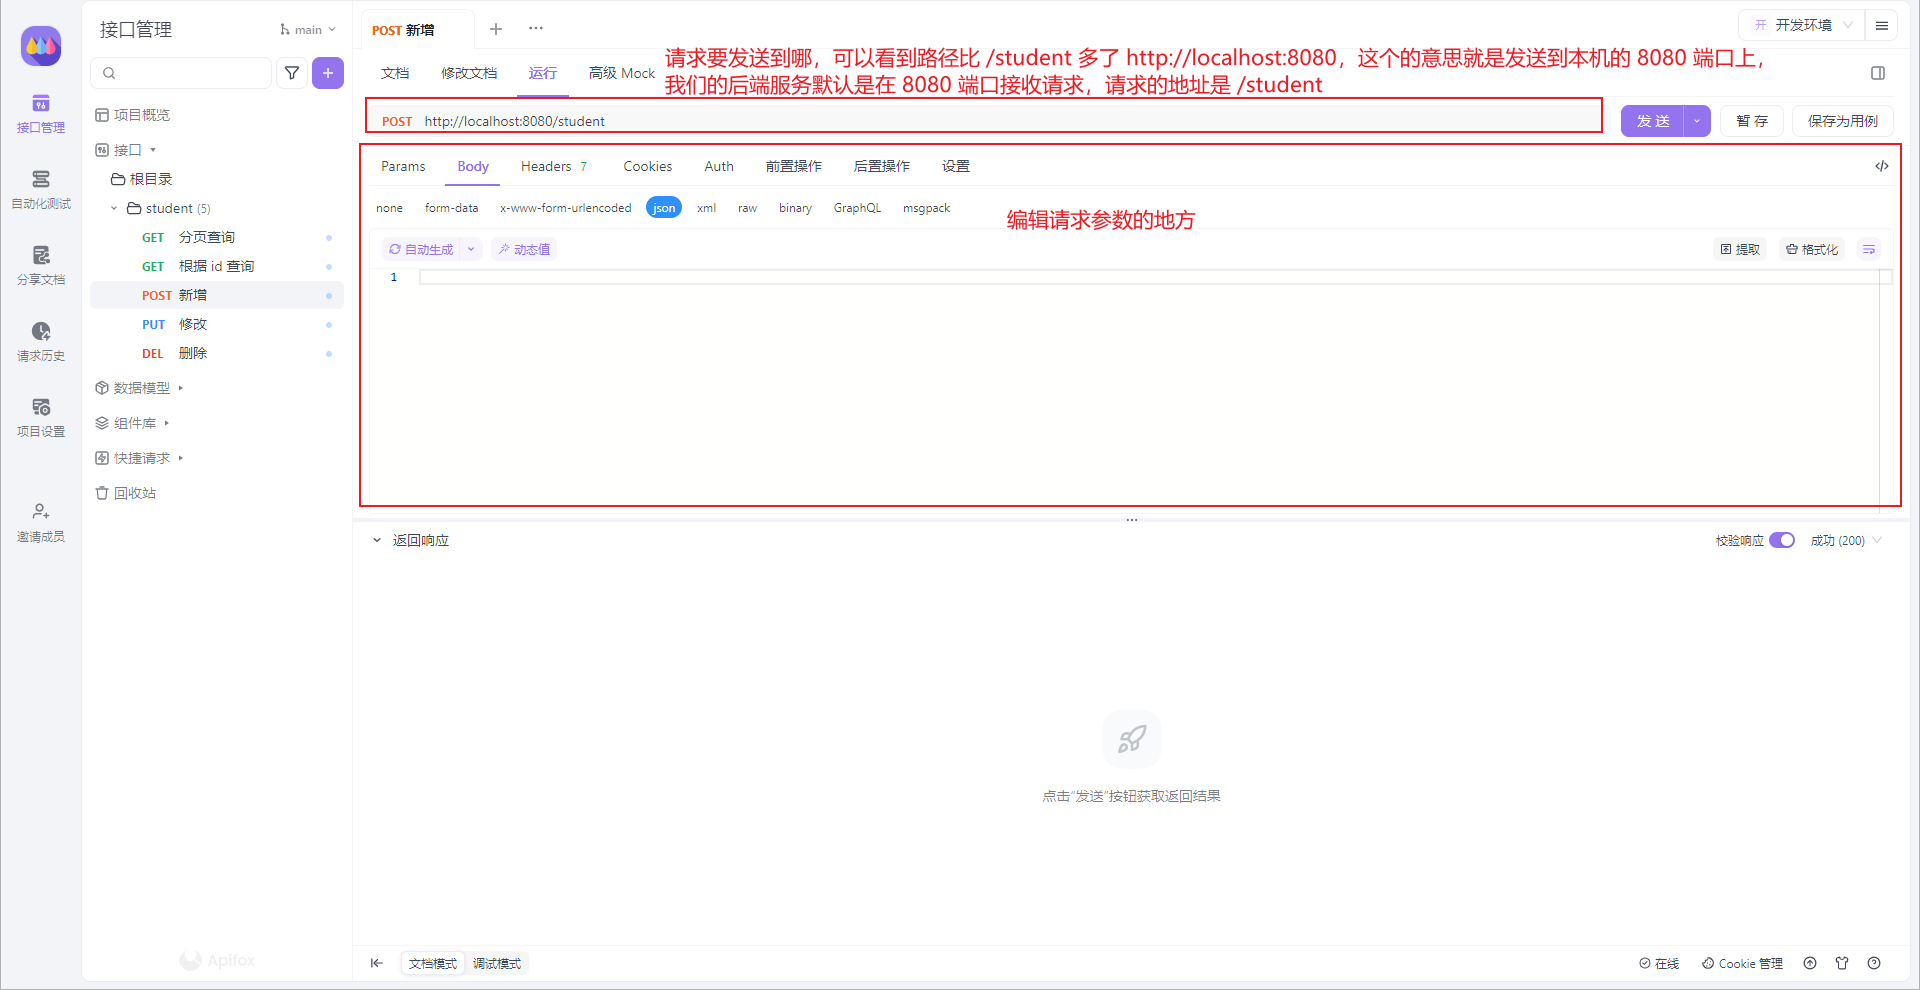 接口管理
自动化测试
分享文档
请求历史
项目设置
邀请成员
接口管理
main
项目概览
接口
根目录
student (5)
GET 分页查询
GET 根据 id 查询
POST 新增
PUT 修改
DEL 删除
数据模型
组件库
快捷请求
回收站
Apifox
POST 新增
开 开发环境
文档 修改文档 运行 高级 Mock
请求要发送到哪，可以看到路径比 /student 多了 http://localhost:8080，这个的意思就是发送到本机的 8080 端口上，
我们的后端服务默认是在 8080 端口接收请求，请求的地址是 /student
POST http://localhost:8080/student
发 送 暂 存 保存为用例
Params Body Headers 7 Cookies Auth 前置操作 后置操作 设置
none form-data x-www-form-urlencoded json xml raw binary GraphQL msgpack
编辑请求参数的地方
自动生成 动态值 提取 格式化
1
返回响应
校验响应 成功 (200)
点击“发送”按钮获取返回结果
文档模式 调试模式
在线 Cookie 管理